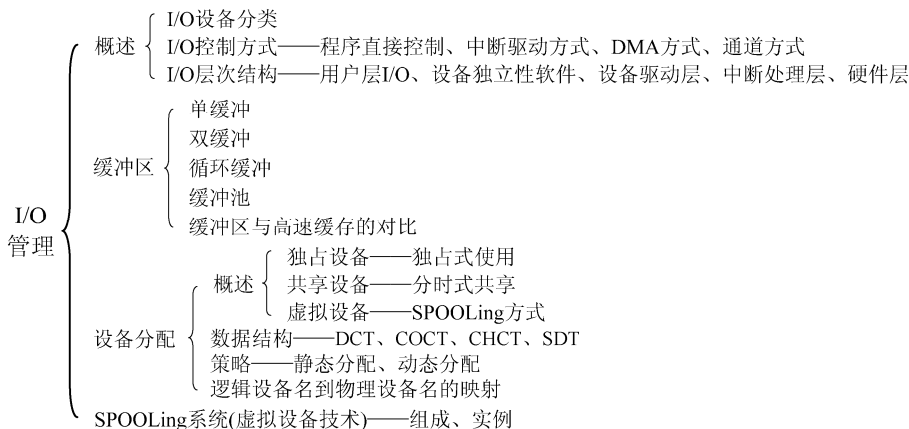 I/O设备分类
概述
I/O控制方式——程序直接控制、中断驱动方式、DMA方式、通道方式
I/O层次结构——用户层I/O、设备独立性软件、设备驱动层、中断处理层、硬件层
单缓冲
双缓冲
缓冲区
循环缓冲
缓冲池
缓冲区与高速缓存的对比
I/O
管理
独占设备——独占式使用
概述
共享设备——分时式共享
虚拟设备——SPOOLing方式
设备分配
数据结构——DCT、COCT、CHCT、SDT
策略——静态分配、动态分配
逻辑设备名到物理设备名的映射
SPOOLing系统(虚拟设备技术)——组成、实例